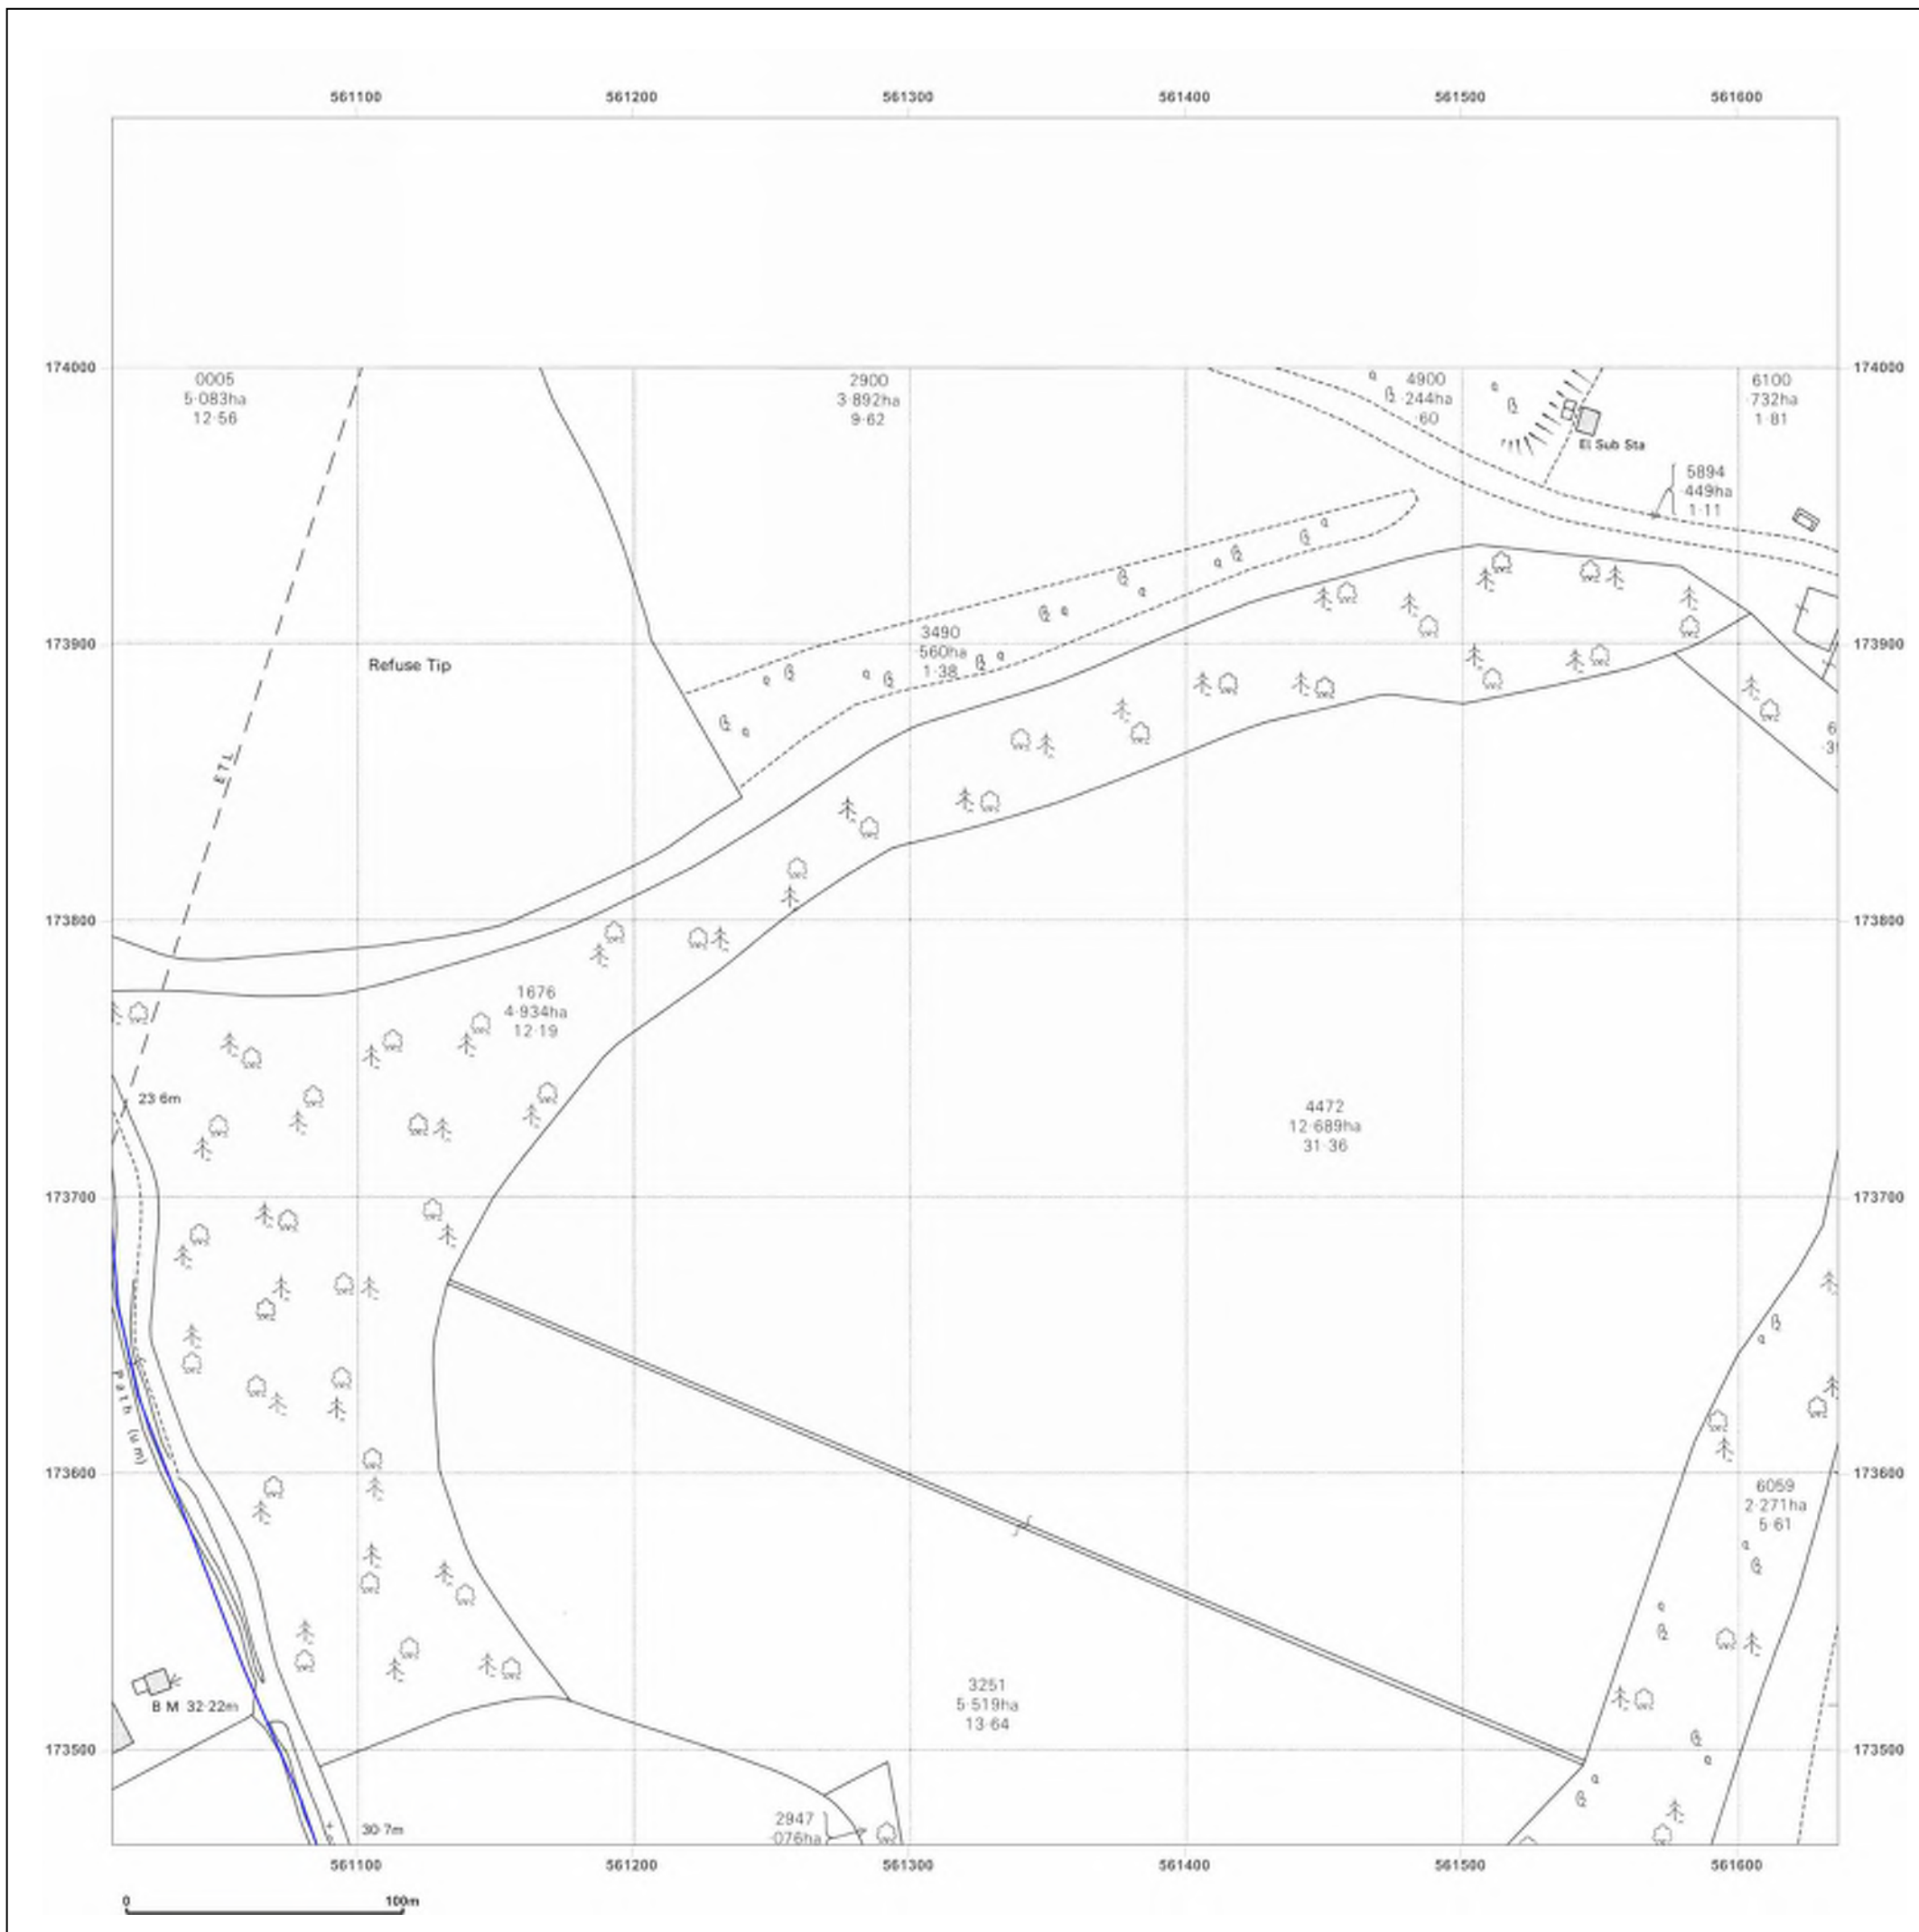 561100 561200 561300 561400 561500 561600
174000 174000
0005
5·083ha
12·56
2900
3·892ha
9·62
4900
·244ha
·60
6100
·732ha
1·81
El Sub Sta
5894
·449ha
1·11
3490
·560ha
1·38
173900 173900
Refuse Tip
ETL
173800 173800
1676
4·934ha
12·19
23·6m
4472
12·689ha
31·36
173700 173700
Path (um)
173600 173600
6059
2·271ha
5·61
B M 32·22m
3251
5·519ha
13·64
173500 173500
2947
·076ha
30·7m
561100 561200 561300 561400 561500 561600
0 100m